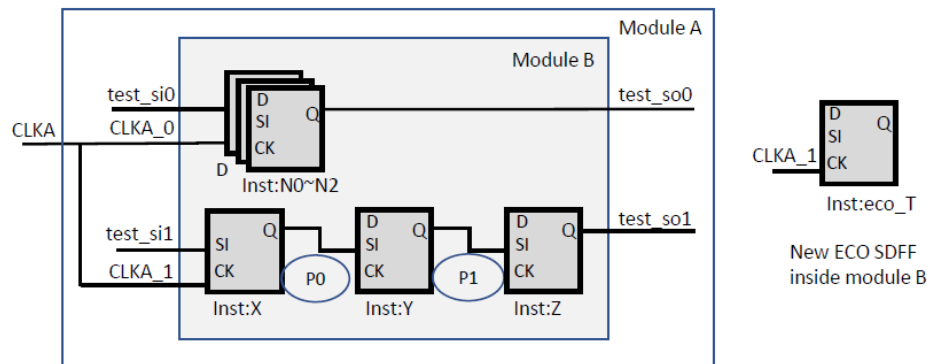 Module A
Module B
test_si0
D
Q
test_so0
SI
CLKA
CLKA_0
CK
D
Inst:N0~N2
D
Q
SI
CLKA_1
CK
Inst:eco_T
test_si1
SI
Q
CLKA_1
CK
P0
D
Q
SI
CK
P1
D
Q
SI
CK
test_so1
Inst:X
Inst:Y
Inst:Z
New ECO SDFF
inside module B